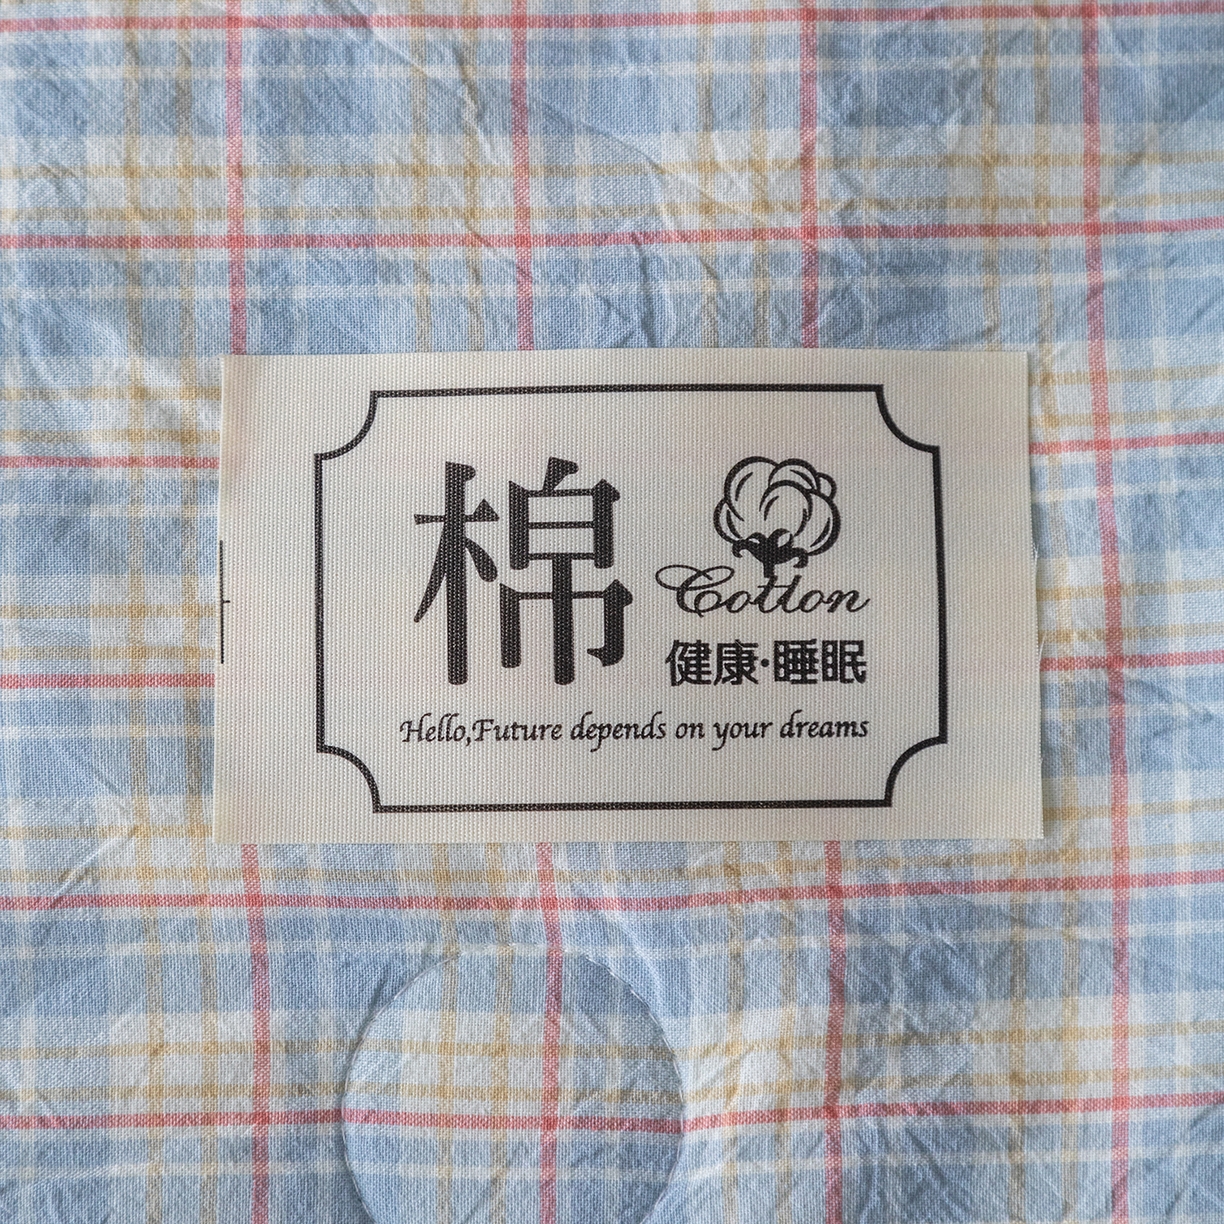 棉
Cotton
健康·睡眠
Hello,Future depends on your dreams